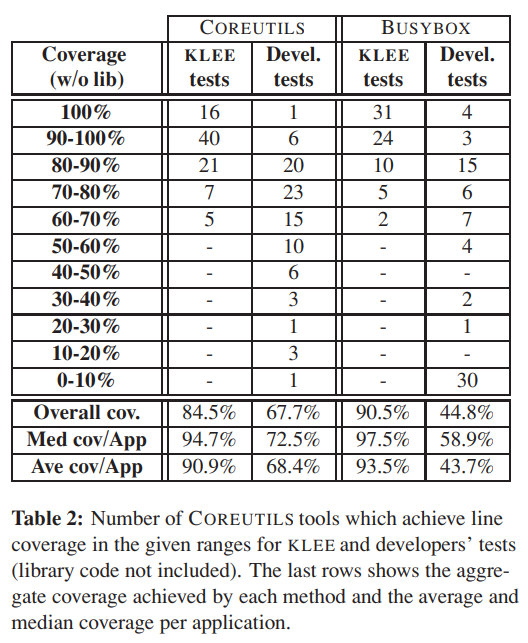 COREUTILS BUSYBOX
Coverage KLEE Devel. KLEE Devel.
(w/o lib) tests tests tests tests
100% 16 1 31 4
90-100% 40 6 24 3
80-90% 21 20 10 15
70-80% 7 23 5 6
60-70% 5 15 2 7
50-60% - 10 - 4
40-50% - 6 - -
30-40% - 3 - 2
20-30% - 1 - 1
10-20% - 3 - -
0-10% - 1 - 30
Overall cov. 84.5% 67.7% 90.5% 44.8%
Med cov/App 94.7% 72.5% 97.5% 58.9%
Ave cov/App 90.9% 68.4% 93.5% 43.7%
Table 2: Number of COREUTILS tools which achieve line
coverage in the given ranges for KLEE and developers' tests
(library code not included). The last rows shows the aggre-
gate coverage achieved by each method and the average and
median coverage per application.